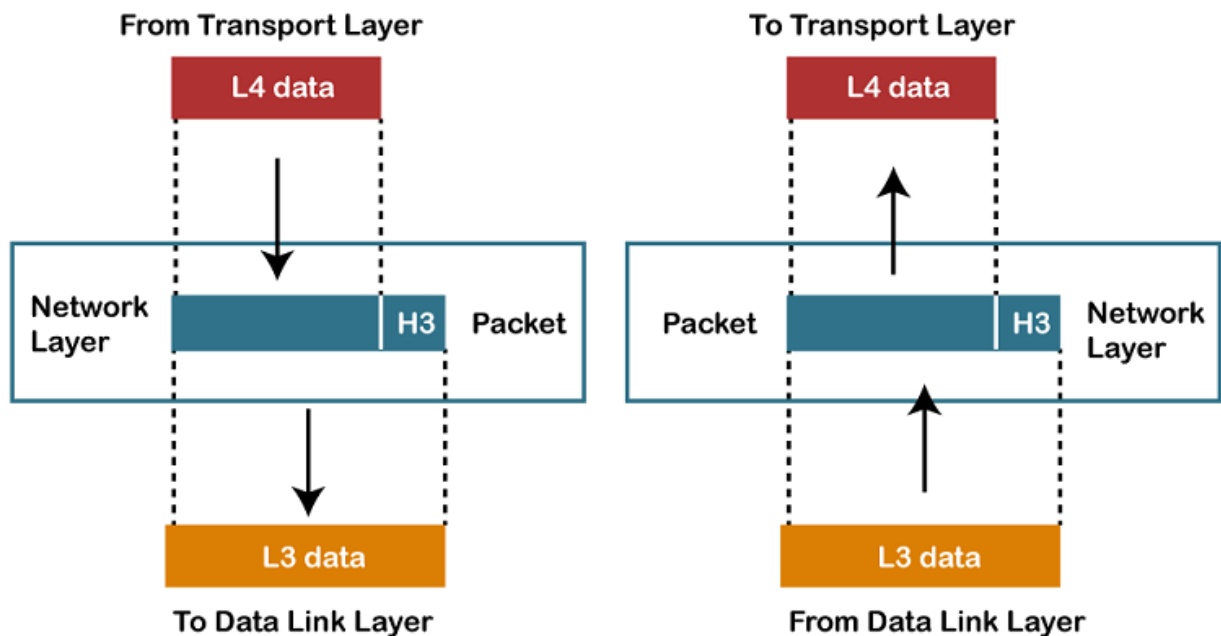 From Transport Layer
L4 data
Network
Layer
H3
Packet
L3 data
To Data Link Layer
To Transport Layer
L4 data
Packet
H3
Network
Layer
L3 data
From Data Link Layer